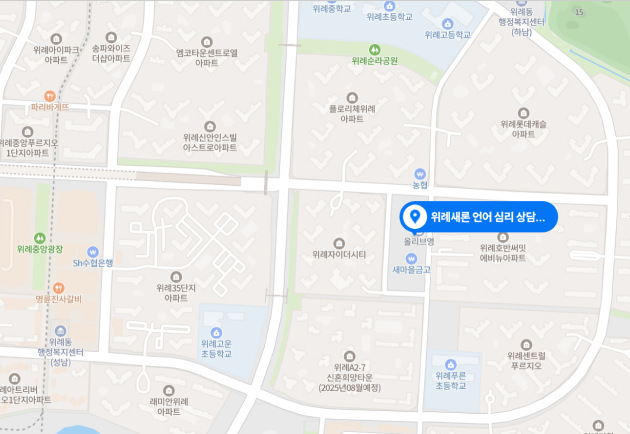 위례중학교
위례초등학교
위례고등학교
위례동
행정복지센터
(하남)
15
위례아이파크
아파트
송파와이즈
더샵아파트
엠코타운센트로엘
아파트
위례순라공원
파리바게뜨
플로리체위례
아파트
위례롯데캐슬
아파트
위례중앙푸르지오
1단지아파트
위례신안인스빌
아스트로아파트
농협
위례새론 언어 심리 상담...
올리브영
위례중앙광장
Sh수협은행
위례자이더시티
위례호반써밋
에비뉴아파트
새마을금고
명륜진사갈비
위례35단지
아파트
위례동
행정복지센터
(성남)
위례고운
초등학교
위례센트럴
푸르지오
위례A2-7
신혼희망타운
(2025년08월예정)
위례푸른
초등학교
래미안위례
아파트